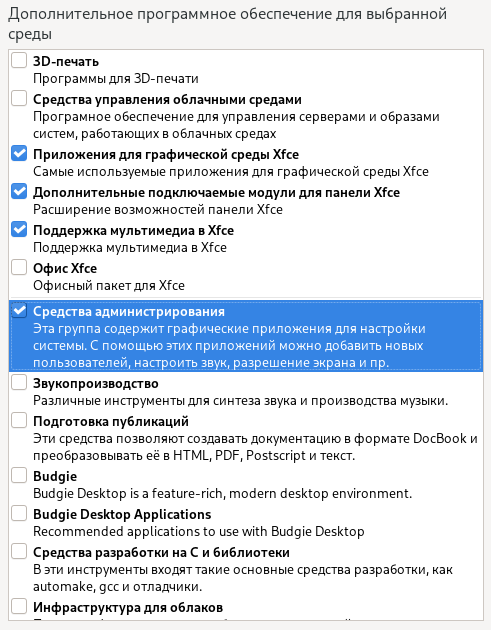 Дополнительное программное обеспечение для выбранной
среды
3D-печать
Программы для 3D-печати
Средства управления облачными средами
Програмное обеспечение для управления серверами и образами
систем, работающих в облачных средах
Приложения для графической среды Xfce
Самые используемые приложения для графической среды Xfce
Дополнительные подключаемые модули для панели Xfce
Расширение возможностей панели Xfce
Поддержка мультимедиа в Xfce
Поддержка мультимедиа в Xfce
Офис Xfce
Офисный пакет для Xfce
Средства администрирования
Эта группа содержит графические приложения для настройки
системы. С помощью этих приложений можно добавить новых
пользователей, настроить звук, разрешение экрана и пр.
Звукопроизводство
Различные инструменты для синтеза звука и производства музыки.
Подготовка публикаций
Эти средства позволяют создавать документацию в формате DocBook и
преобразовывать её в HTML, PDF, Postscript и текст.
Budgie
Budgie Desktop is a feature-rich, modern desktop environment.
Budgie Desktop Applications
Recommended applications to use with Budgie Desktop
Средства разработки на C и библиотеки
В эти инструменты входят такие основные средства разработки, как
automake, gcc и отладчики.
Инфраструктура для облаков